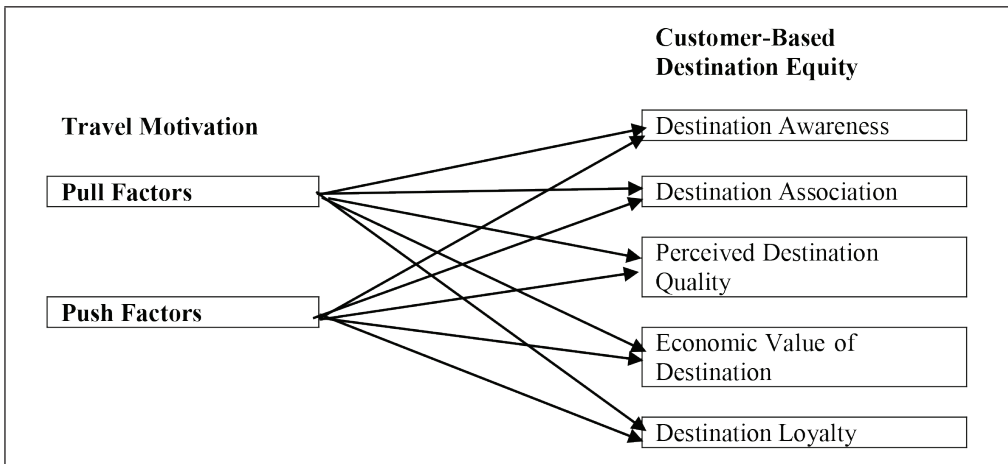 Customer-Based
Destination Equity
Travel Motivation
Destination Awareness
Pull Factors
Destination Association
Perceived Destination
Quality
Push Factors
Economic Value of
Destination
Destination Loyalty